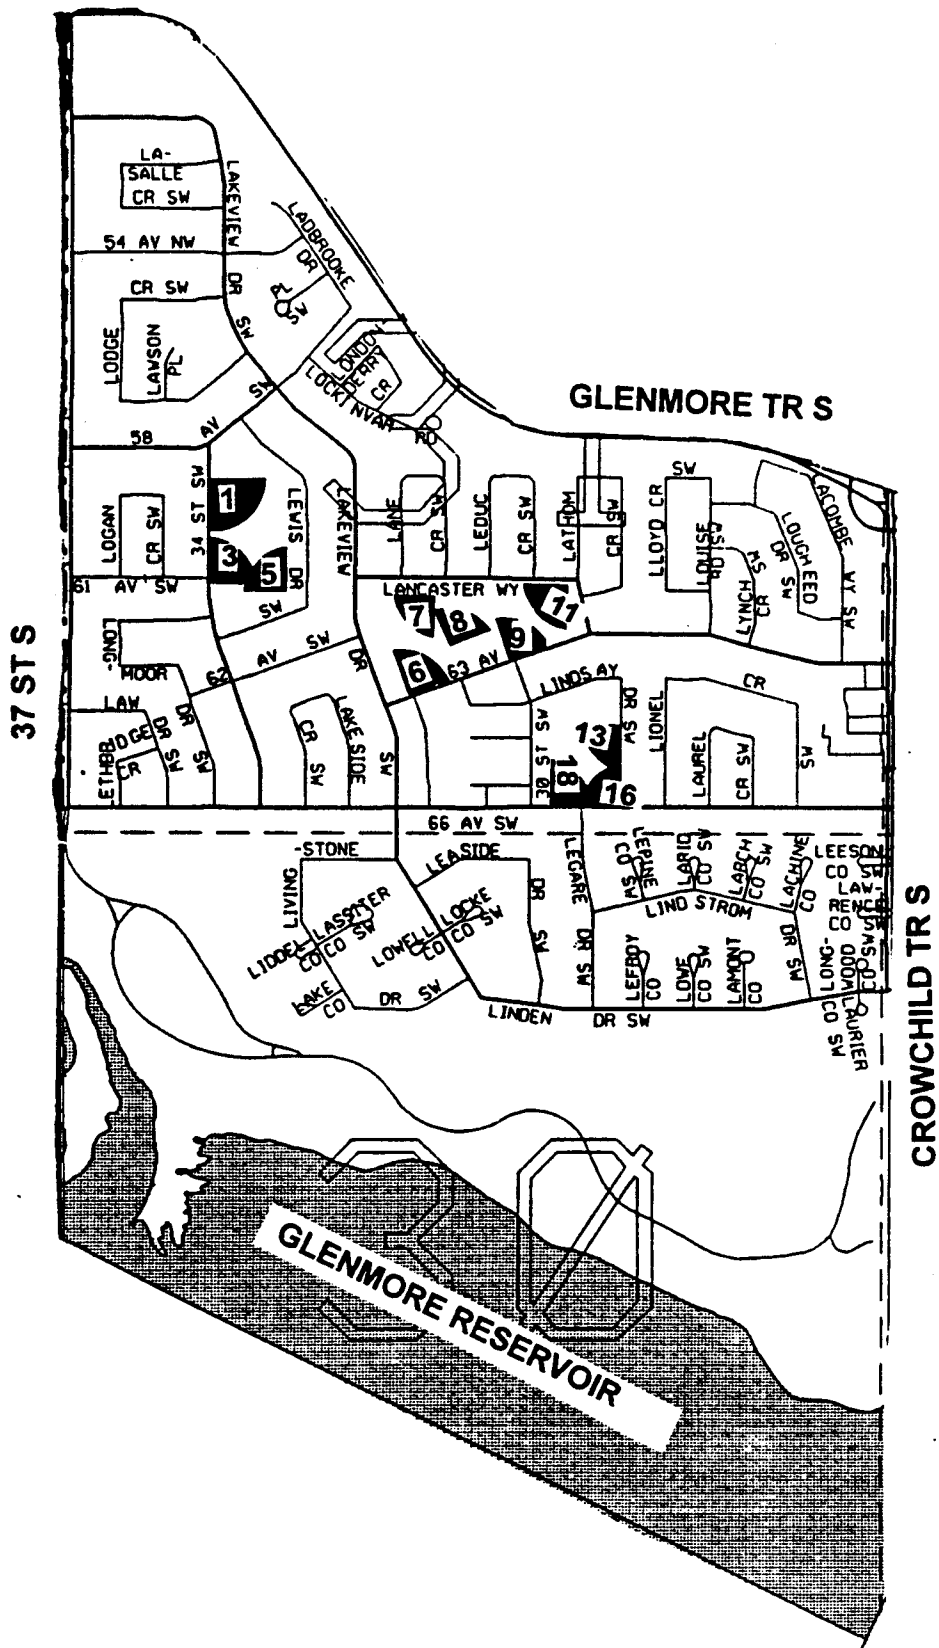 LA-
SALLE
CR SW
LAKEVIEW
DR
SW
54 AV NW
LADBROOKE
DR
PL
SW
CR SW
LODGE
LAWSON
PL
LONDON
DERRY
CR
LOCKINVAR
RD
GLENMORE TR S
58
AV
SW
34 ST SW
LOGAN
CR SW
1
3
5
LEWIS
DR
SW
LAKEVIEW
DR
SW
LANE
CR SW
LEDUC
CR SW
LATHOM
CR SW
LLOYD CR
SW
LOUISE
RD SW
LYNCH
CR
SW
LOUGHEED
DR SW
LACOMBE
WY SW
61 AV SW
LANCASTER WY
7
8
9
11
6
63 AV
37 ST S
LONG-
MOOR
DR
SW
62
AV
SW
LAW
DR
SW
LETHBRIDGE
CR
CR
SW
LAKE SIDE
LINDSAY
DR SW
30 ST SW
13
18
16
LIONEL
CR
SW
LAUREL
CR SW
66 AV SW
LIVING
-STONE
DR SW
LEASIDE
DR
SW
LIDDEL
CO
LASSITER
CO SW
LOWELL
CO
LOCKE
CO SW
LAKE
CO
LEGARE
DR SW
LEPINE
CO SW
LARID
CO SW
LARCH
CO SW
LACHINE
CO
LIND STROM
DR SW
LEESON
CO SW
LAW-
RENCE
CO SW
LEFROY
CO
LOWE
CO SW
LAMONT
CO
LONG-
WOOD
CO SW
LAURIER
CO SW
LINDEN
DR SW
CROWCHILD TR S
GLENMORE RESERVOIR